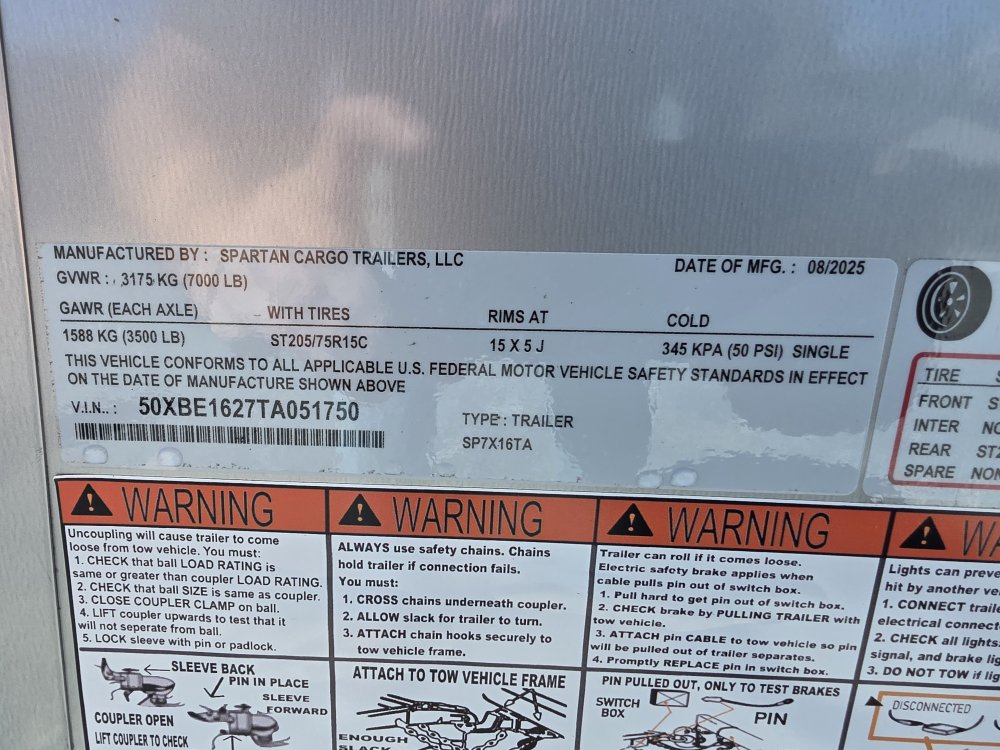 MANUFACTURED BY : SPARTAN CARGO TRAILERS, LLC
DATE OF MFG. : 08/2025
GVWR : 3175 KG (7000 LB)
GAWR (EACH AXLE) WITH TIRES RIMS AT COLD
1588 KG (3500 LB) ST205/75R15C 15 X 5 J 345 KPA (50 PSI) SINGLE
THIS VEHICLE CONFORMS TO ALL APPLICABLE U.S. FEDERAL MOTOR VEHICLE SAFETY STANDARDS IN EFFECT
ON THE DATE OF MANUFACTURE SHOWN ABOVE
V.I.N.. : 50XBE1627TA051750
TYPE : TRAILER
SP7X16TA
TIRE
FRONT
INTER
REAR
SPARE
WARNING
Uncoupling will cause trailer to come
loose from tow vehicle. You must:
1. CHECK that ball LOAD RATING is
same or greater than coupler LOAD RATING.
2. CHECK that ball SIZE is same as coupler.
3. CLOSE COUPLER CLAMP on ball.
4. LIFT coupler upwards to test that it
will not seperate from ball.
5. LOCK sleeve with pin or padlock.
SLEEVE BACK
PIN IN PLACE
SLEEVE
FORWARD
COUPLER OPEN
LIFT COUPLER TO CHECK
WARNING
ALWAYS use safety chains. Chains
hold trailer if connection fails.
You must:
1. CROSS chains underneath coupler.
2. ALLOW slack for trailer to turn.
3. ATTACH chain hooks securely to
tow vehicle frame.
ATTACH TO TOW VEHICLE FRAME
ENOUGH
SLACK
WARNING
Trailer can roll if it comes loose.
Electric safety brake applies when
cable pulls pin out of switch box.
1. Pull hard to get pin out of switch box.
2. CHECK brake by PULLING TRAILER with
tow vehicle.
3. ATTACH pin CABLE to tow vehicle so pin
will be pulled out of trailer separates.
4. Promptly REPLACE pin in switch box.
PIN PULLED OUT, ONLY TO TEST BRAKES
SWITCH
BOX
PIN
Lights can
hit by another
1. CONNECT
electrical
2. CHECK all lights.
signal, and brake
3. DO NOT TOW if
DISCONNECTED